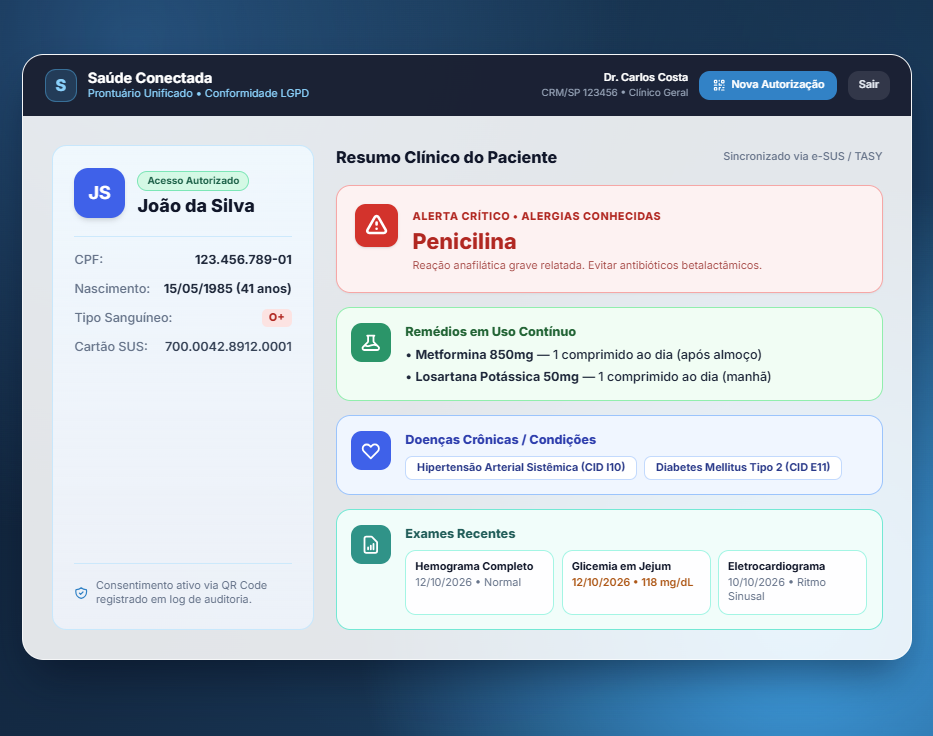 S
Saúde Conectada
Prontuário Unificado • Conformidade LGPD
Dr. Carlos Costa
CRM/SP 123456 • Clínico Geral
Nova Autorização
Sair
JS
Acesso Autorizado
João da Silva
CPF: 123.456.789-01
Nascimento: 15/05/1985 (41 anos)
Tipo Sanguíneo: O+
Cartão SUS: 700.0042.8912.0001
Consentimento ativo via QR Code
registrado em log de auditoria.
Resumo Clínico do Paciente
Sincronizado via e-SUS / TASY
ALERTA CRÍTICO • ALERGIAS CONHECIDAS
Penicilina
Reação anafilática grave relatada. Evitar antibióticos betalactâmicos.
Remédios em Uso Contínuo
• Metformina 850mg — 1 comprimido ao dia (após almoço)
• Losartana Potássica 50mg — 1 comprimido ao dia (manhã)
Doenças Crônicas / Condições
Hipertensão Arterial Sistêmica (CID I10)
Diabetes Mellitus Tipo 2 (CID E11)
Exames Recentes
Hemograma Completo
12/10/2026 • Normal
Glicemia em Jejum
12/10/2026 • 118 mg/dL
Eletrocardiograma
10/10/2026 • Ritmo
Sinusal